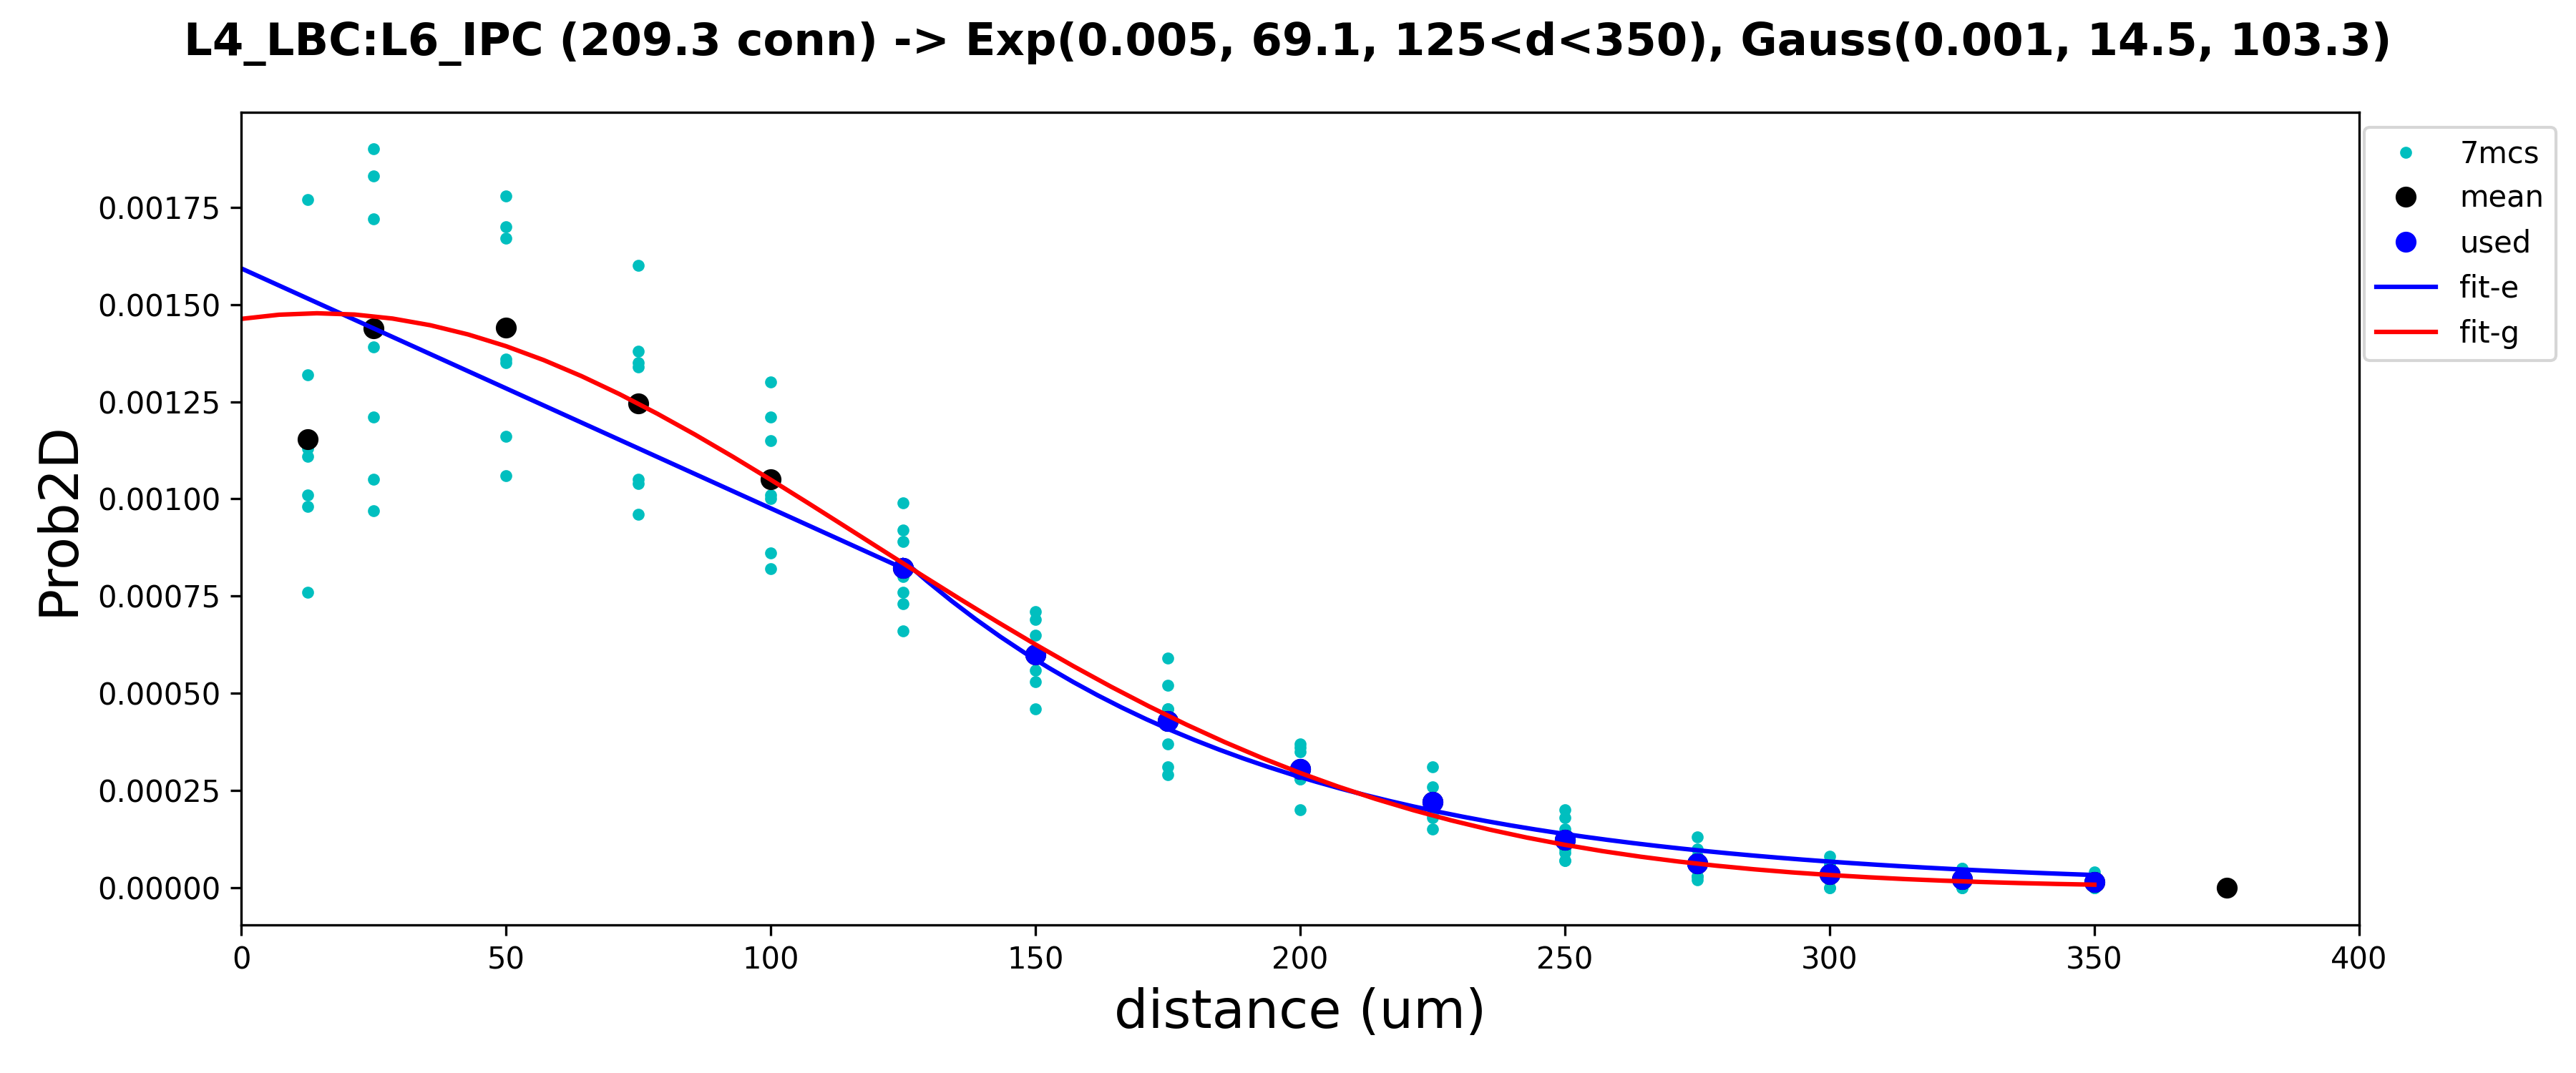 L4_LBC:L6_IPC (209.3 conn) -> Exp(0.005, 69.1, 125<d<350), Gauss(0.001, 14.5, 103.3)
7mcs
mean
used
fit-e
fit-g
Prob2D
0.00175
0.00150
0.00125
0.00100
0.00075
0.00050
0.00025
0.00000
0 50 100 150 200 250 300 350 400
distance (um)